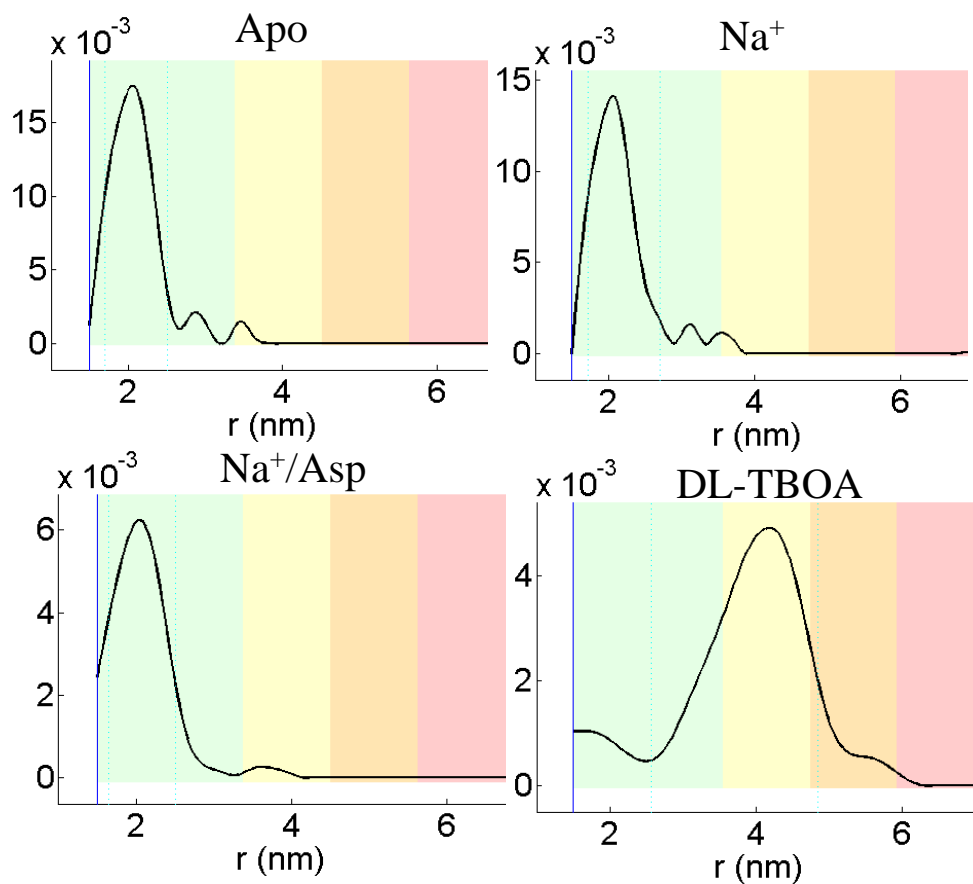 Apo
x 10⁻³
15
10
5
0
2 4 6
r (nm)
Na⁺
x 10⁻³
15
10
5
0
2 4 6
r (nm)
Na⁺/Asp
x 10⁻³
6
4
2
0
2 4 6
r (nm)
DL-TBOA
x 10⁻³
4
2
0
2 4 6
r (nm)